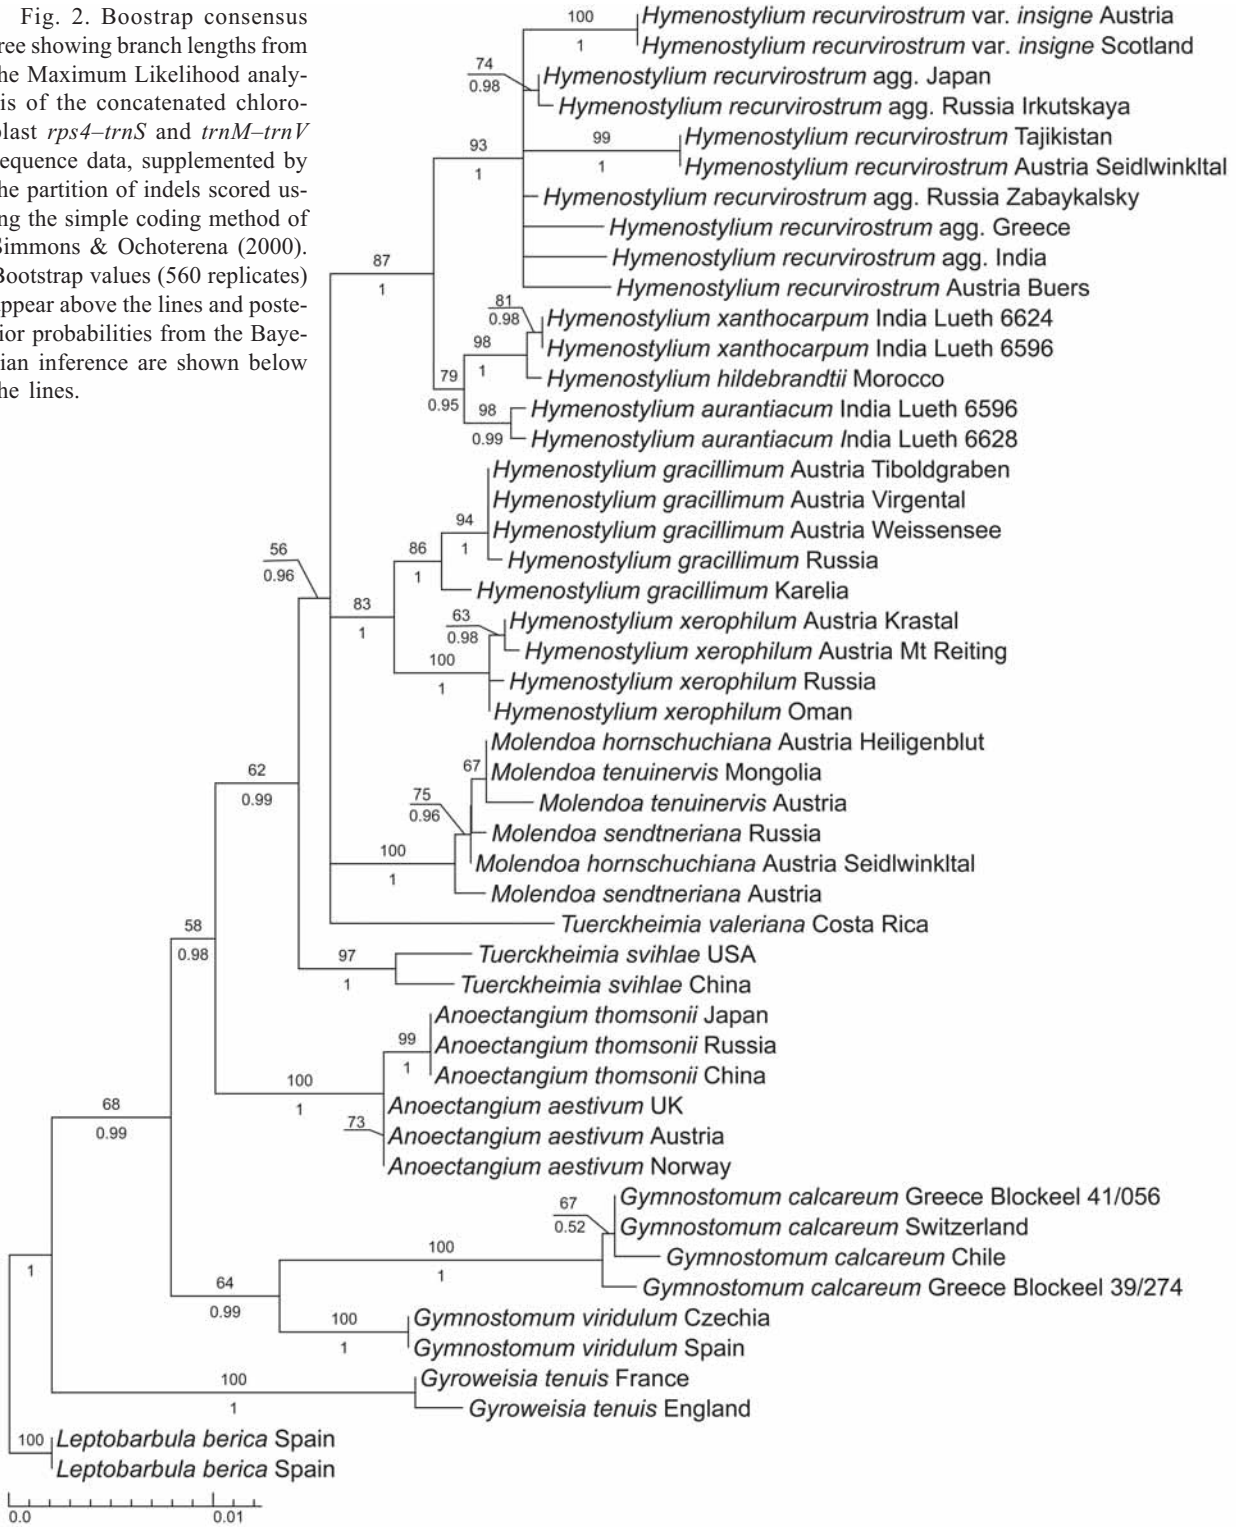 Fig. 2. Boostrap consensus
ree showing branch lengths from
he Maximum Likelihood analy-
is of the concatenated chloro-
last rps4–trnS and trnM–trnV
equence data, supplemented by
he partition of indels scored us-
ng the simple coding method of
immons & Ochoterena (2000).
ootstrap values (560 replicates)
ppear above the lines and poste-
ior probabilities from the Baye-
ian inference are shown below
he lines.
100
1
Hymenostylium recurvirostrum var. insigne Austria
Hymenostylium recurvirostrum var. insigne Scotland
74
0.98
Hymenostylium recurvirostrum agg. Japan
Hymenostylium recurvirostrum agg. Russia Irkutskaya
93
1
99
1
Hymenostylium recurvirostrum Tajikistan
Hymenostylium recurvirostrum Austria Seidlwinkltal
Hymenostylium recurvirostrum agg. Russia Zabaykalsky
Hymenostylium recurvirostrum agg. Greece
Hymenostylium recurvirostrum agg. India
Hymenostylium recurvirostrum Austria Buers
87
1
81
0.98
Hymenostylium xanthocarpum India Lueth 6624
Hymenostylium xanthocarpum India Lueth 6596
98
1
Hymenostylium hildebrandtii Morocco
79
0.95
98
0.99
Hymenostylium aurantiacum India Lueth 6596
Hymenostylium aurantiacum India Lueth 6628
Hymenostylium gracillimum Austria Tiboldgraben
Hymenostylium gracillimum Austria Virgental
94
1
Hymenostylium gracillimum Austria Weissensee
Hymenostylium gracillimum Russia
86
1
Hymenostylium gracillimum Karelia
56
0.96
83
1
63
0.98
Hymenostylium xerophilum Austria Krastal
Hymenostylium xerophilum Austria Mt Reiting
100
1
Hymenostylium xerophilum Russia
Hymenostylium xerophilum Oman
Molendoa hornschuchiana Austria Heiligenblut
67
Molendoa tenuinervis Mongolia
Molendoa tenuinervis Austria
75
0.96
Molendoa sendtneriana Russia
Molendoa hornschuchiana Austria Seidlwinkltal
100
1
Molendoa sendtneriana Austria
62
0.99
Tuerckheimia valeriana Costa Rica
97
1
Tuerckheimia svihlae USA
Tuerckheimia svihlae China
58
0.98
Anoectangium thomsonii Japan
99
1
Anoectangium thomsonii Russia
Anoectangium thomsonii China
100
1
Anoectangium aestivum UK
73
Anoectangium aestivum Austria
Anoectangium aestivum Norway
68
0.99
67
0.52
Gymnostomum calcareum Greece Blockeel 41/056
Gymnostomum calcareum Switzerland
Gymnostomum calcareum Chile
100
1
Gymnostomum calcareum Greece Blockeel 39/274
1
64
0.99
100
1
Gymnostomum viridulum Czechia
Gymnostomum viridulum Spain
100
1
Gyroweisia tenuis France
Gyroweisia tenuis England
100
Leptobarbula berica Spain
Leptobarbula berica Spain
0.0
0.01